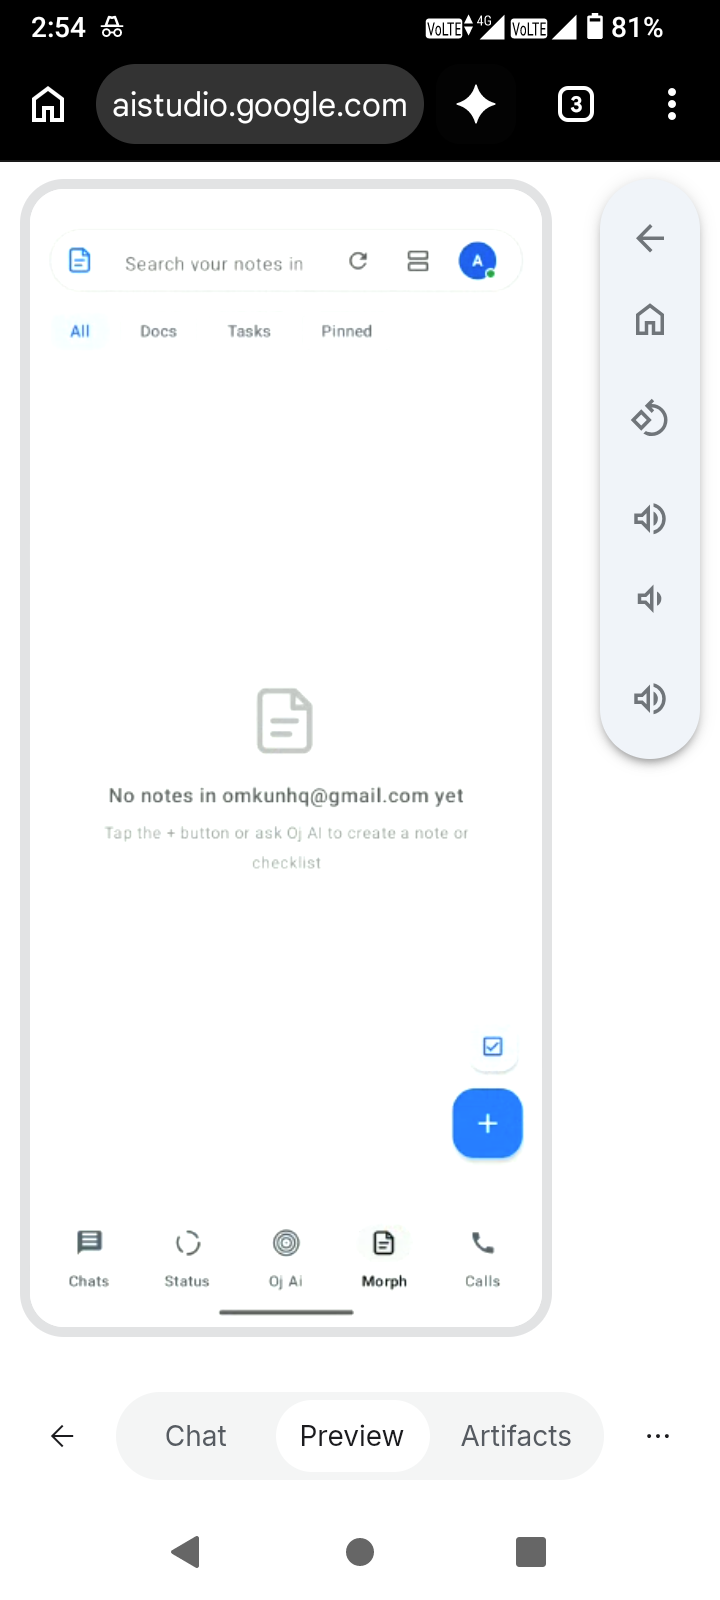 2:54
VoLTE 4G VoLTE 81%
aistudio.google.com
3
Search your notes in
A
All Docs Tasks Pinned
No notes in omkunhq@gmail.com yet
Tap the + button or ask Oj AI to create a note or
checklist
+
Chats Status Oj Ai Morph Calls
Chat Preview Artifacts